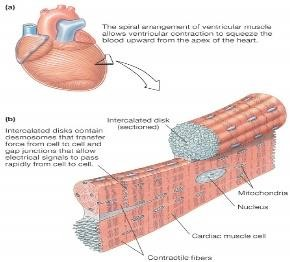 (a)
The spiral arrangement of ventricular muscle
allows ventricular contraction to squeeze the
blood upward from the apex of the heart.
(b)
Intercalated disks contain
desmosomes that transfer
force from cell to cell and
gap junctions that allow
electrical signals to pass
rapidly from cell to cell.
Intercalated disk
(sectioned)
Mitochondria
Nucleus
Cardiac muscle cell
Contractile fibers